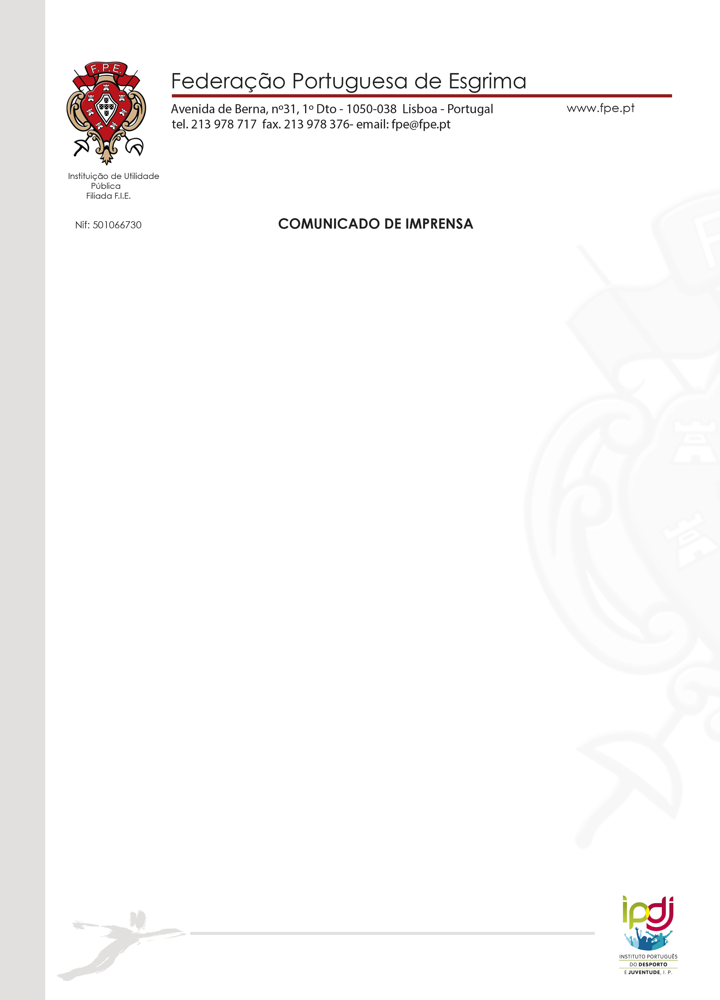 F. P. E.
Federação Portuguesa de Esgrima
Avenida de Berna, nº31, 1º Dto - 1050-038  Lisboa - Portugal
www.fpe.pt
tel. 213 978 717  fax. 213 978 376- email: fpe@fpe.pt
Instituição de Utilidade
Pública
Filiada F.I.E.
Nif: 501066730
COMUNICADO DE IMPRENSA
F
ipdj
INSTITUTO PORTUGUÊS
DO DESPORTO
E JUVENTUDE, I. P.